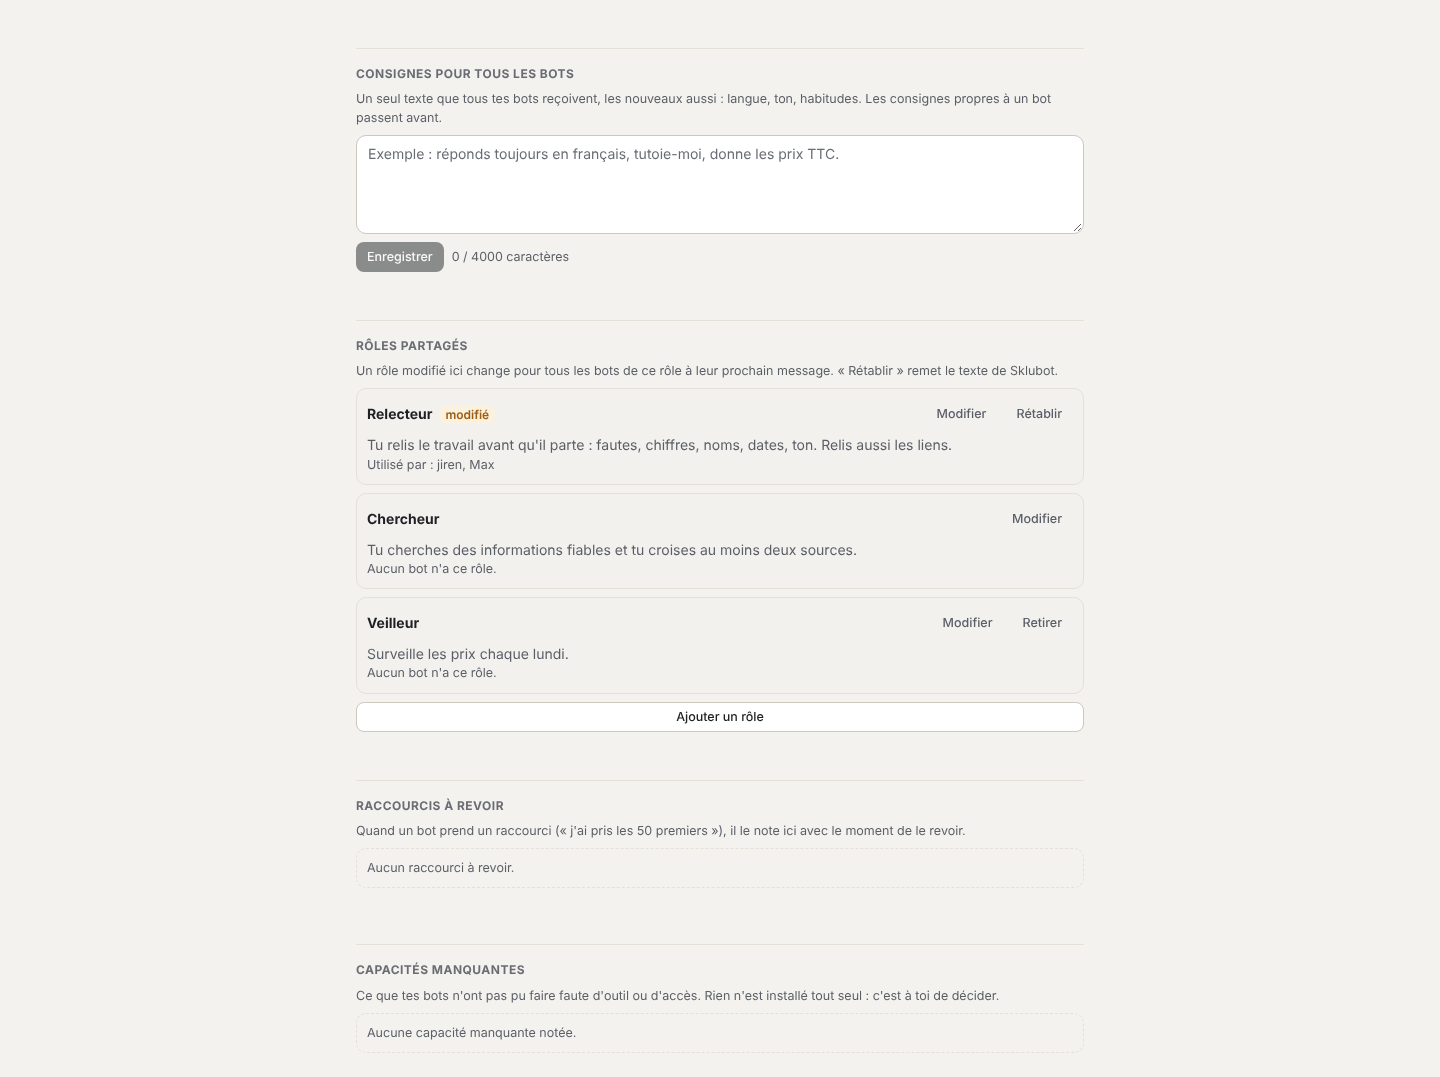 CONSIGNES POUR TOUS LES BOTS
Un seul texte que tous tes bots reçoivent, les nouveaux aussi : langue, ton, habitudes. Les consignes propres à un bot
passent avant.
Exemple : réponds toujours en français, tutoie-moi, donne les prix TTC.
Enregistrer 0 / 4000 caractères
RÔLES PARTAGÉS
Un rôle modifié ici change pour tous les bots de ce rôle à leur prochain message. « Rétablir » remet le texte de Sklubot.
Relecteur modifié Modifier Rétablir
Tu relis le travail avant qu'il parte : fautes, chiffres, noms, dates, ton. Relis aussi les liens.
Utilisé par : jiren, Max
Chercheur Modifier
Tu cherches des informations fiables et tu croises au moins deux sources.
Aucun bot n'a ce rôle.
Veilleur Modifier Retirer
Surveille les prix chaque lundi.
Aucun bot n'a ce rôle.
Ajouter un rôle
RACCOURCIS À REVOIR
Quand un bot prend un raccourci (« j'ai pris les 50 premiers »), il le note ici avec le moment de le revoir.
Aucun raccourci à revoir.
CAPACITÉS MANQUANTES
Ce que tes bots n'ont pas pu faire faute d'outil ou d'accès. Rien n'est installé tout seul : c'est à toi de décider.
Aucune capacité manquante notée.